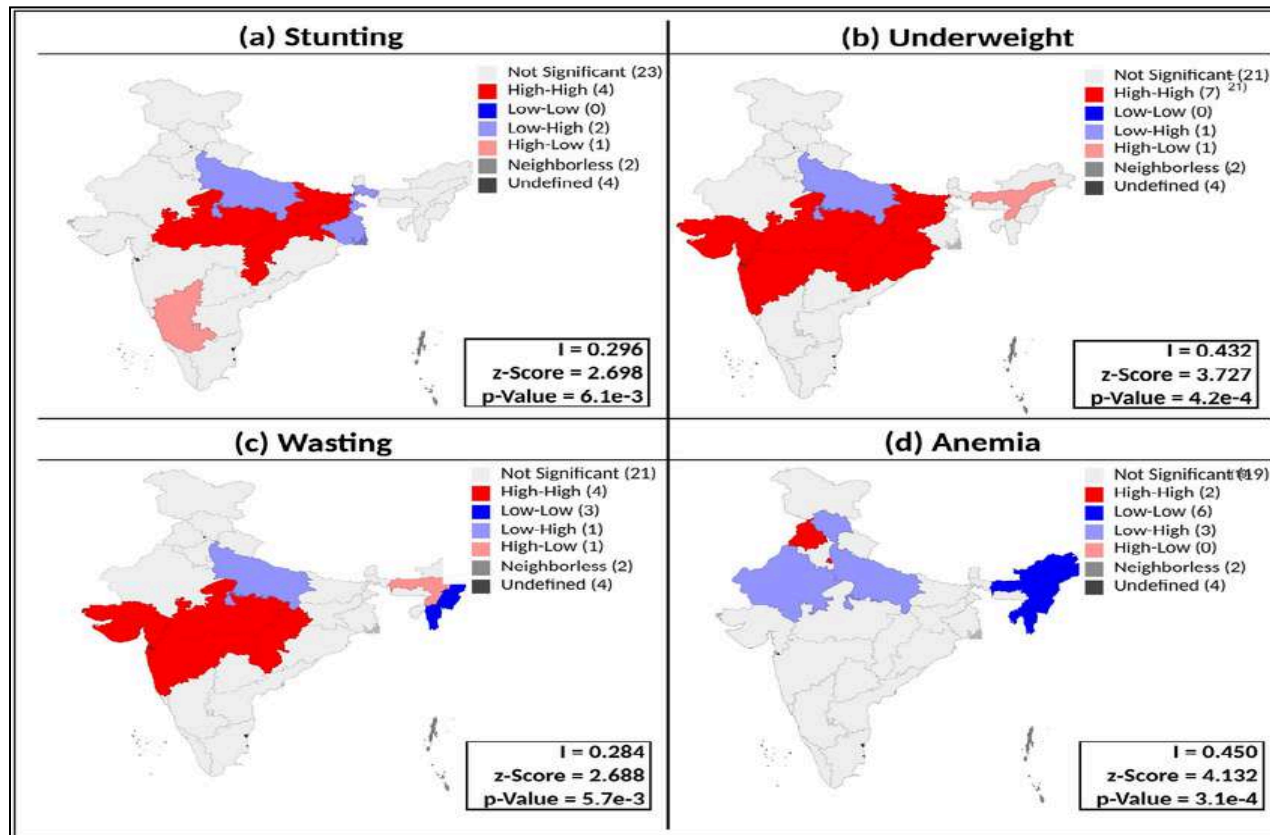 (a) Stunting
Not Significant (23)
High-High (4)
Low-Low (0)
Low-High (2)
High-Low (1)
Neighborless (2)
Undefined (4)
I = 0.296
z-Score = 2.698
p-Value = 6.1e-3
(b) Underweight
Not Significant (21)
High-High (7) 21)
Low-Low (0)
Low-High (1)
High-Low (1)
Neighborless (2)
Undefined (4)
I = 0.432
z-Score = 3.727
p-Value = 4.2e-4
(c) Wasting
Not Significant (21)
High-High (4)
Low-Low (3)
Low-High (1)
High-Low (1)
Neighborless (2)
Undefined (4)
I = 0.284
z-Score = 2.688
p-Value = 5.7e-3
(d) Anemia
Not Significant (19)
High-High (2)
Low-Low (6)
Low-High (3)
High-Low (0)
Neighborless (2)
Undefined (4)
I = 0.450
z-Score = 4.132
p-Value = 3.1e-4